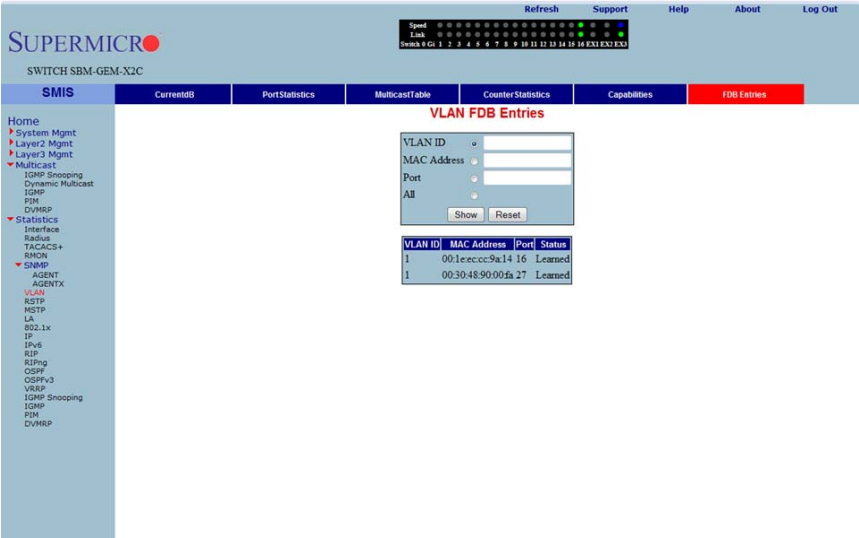 Refresh Support Help About Log Out
SUPERMICRO
Speed
Link
Switch 0 Gi 1 2 3 4 5 6 7 8 9 10 11 12 13 14 15 16 EX1 EX2 EX3
SWITCH SBM-GEM-X2C
SMIS CurrentdB PortStatistics MulticastTable CounterStatistics Capabilities FDB Entries
VLAN FDB Entries
Home
System Mgmt
Layer2 Mgmt
Layer3 Mgmt
Multicast
IGMP Snooping
Dynamic Multicast
IGMP
PIM
DVMRP
Statistics
Interface
Radius
TACACS+
RMON
SNMP
AGENT
AGENTX
VLAN
RSTP
MSTP
LA
802.1x
IP
IPv6
RIP
RIPng
OSPF
OSPFv3
VRRP
IGMP Snooping
IGMP
PIM
DVMRP
VLAN ID
MAC Address
Port
All
Show Reset
VLAN ID MAC Address Port Status
1 00:1e:ec:cc:9a:14 16 Learned
1 00:30:48:90:00:fa 27 Learned